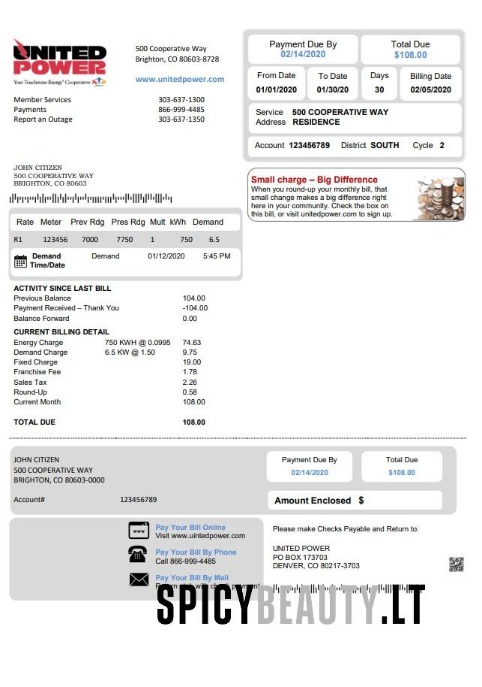 UNITED
POWER
Your Touchstone Energy® Cooperative
500 Cooperative Way
Brighton, CO 80603-8728
www.unitedpower.com
Member Services 303-637-1300
Payments 866-999-4485
Report an Outage 303-637-1350
Payment Due By Total Due
02/14/2020 $108.00
From Date To Date Days Billing Date
01/01/2020 01/30/20 30 02/05/2020
Service 500 COOPERATIVE WAY
Address RESIDENCE
Account 123456789 District SOUTH Cycle 2
JOHN CITIZEN
500 COOPERATIVE WAY
BRIGHTON, CO 80603
Small charge – Big Difference
When you round-up your monthly bill, that
small change makes a big difference right
here in your community. Check the box on
this bill, or visit unitedpower.com to sign up.
Rate Meter Prev Rdg Pres Rdg Mult kWh Demand
R1 123456 7000 7750 1 750 6.5
Demand Demand 01/12/2020 5:45 PM
Time/Date
ACTIVITY SINCE LAST BILL
Previous Balance 104.00
Payment Received – Thank You -104.00
Balance Forward 0.00
CURRENT BILLING DETAIL
Energy Charge 750 KWH @ 0.0995 74.63
Demand Charge 6.5 KW @ 1.50 9.75
Fixed Charge 19.00
Franchise Fee 1.78
Sales Tax 2.26
Round-Up 0.58
Current Month 108.00
TOTAL DUE 108.00
JOHN CITIZEN
500 COOPERATIVE WAY
BRIGHTON, CO 80603-0000
Account# 123456789
Payment Due By Total Due
02/14/2020 $108.00
Amount Enclosed $
Pay Your Bill Online
Visit www.uintedpower.com
Pay Your Bill By Phone
Call 866-999-4485
Pay Your Bill By Mail
Please make Checks Payable and Return to:
UNITED POWER
PO BOX 173703
DENVER, CO 80217-3703
SPICYBEAUTY.LT